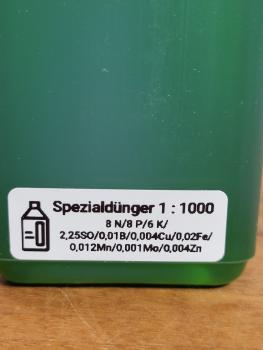 Spezialdünger 1 : 1000
8 N/8 P/6 K/
2,25SO/0,01B/0,004Cu/0,02Fe/
0,012Mn/0,001Mo/0,004Zn